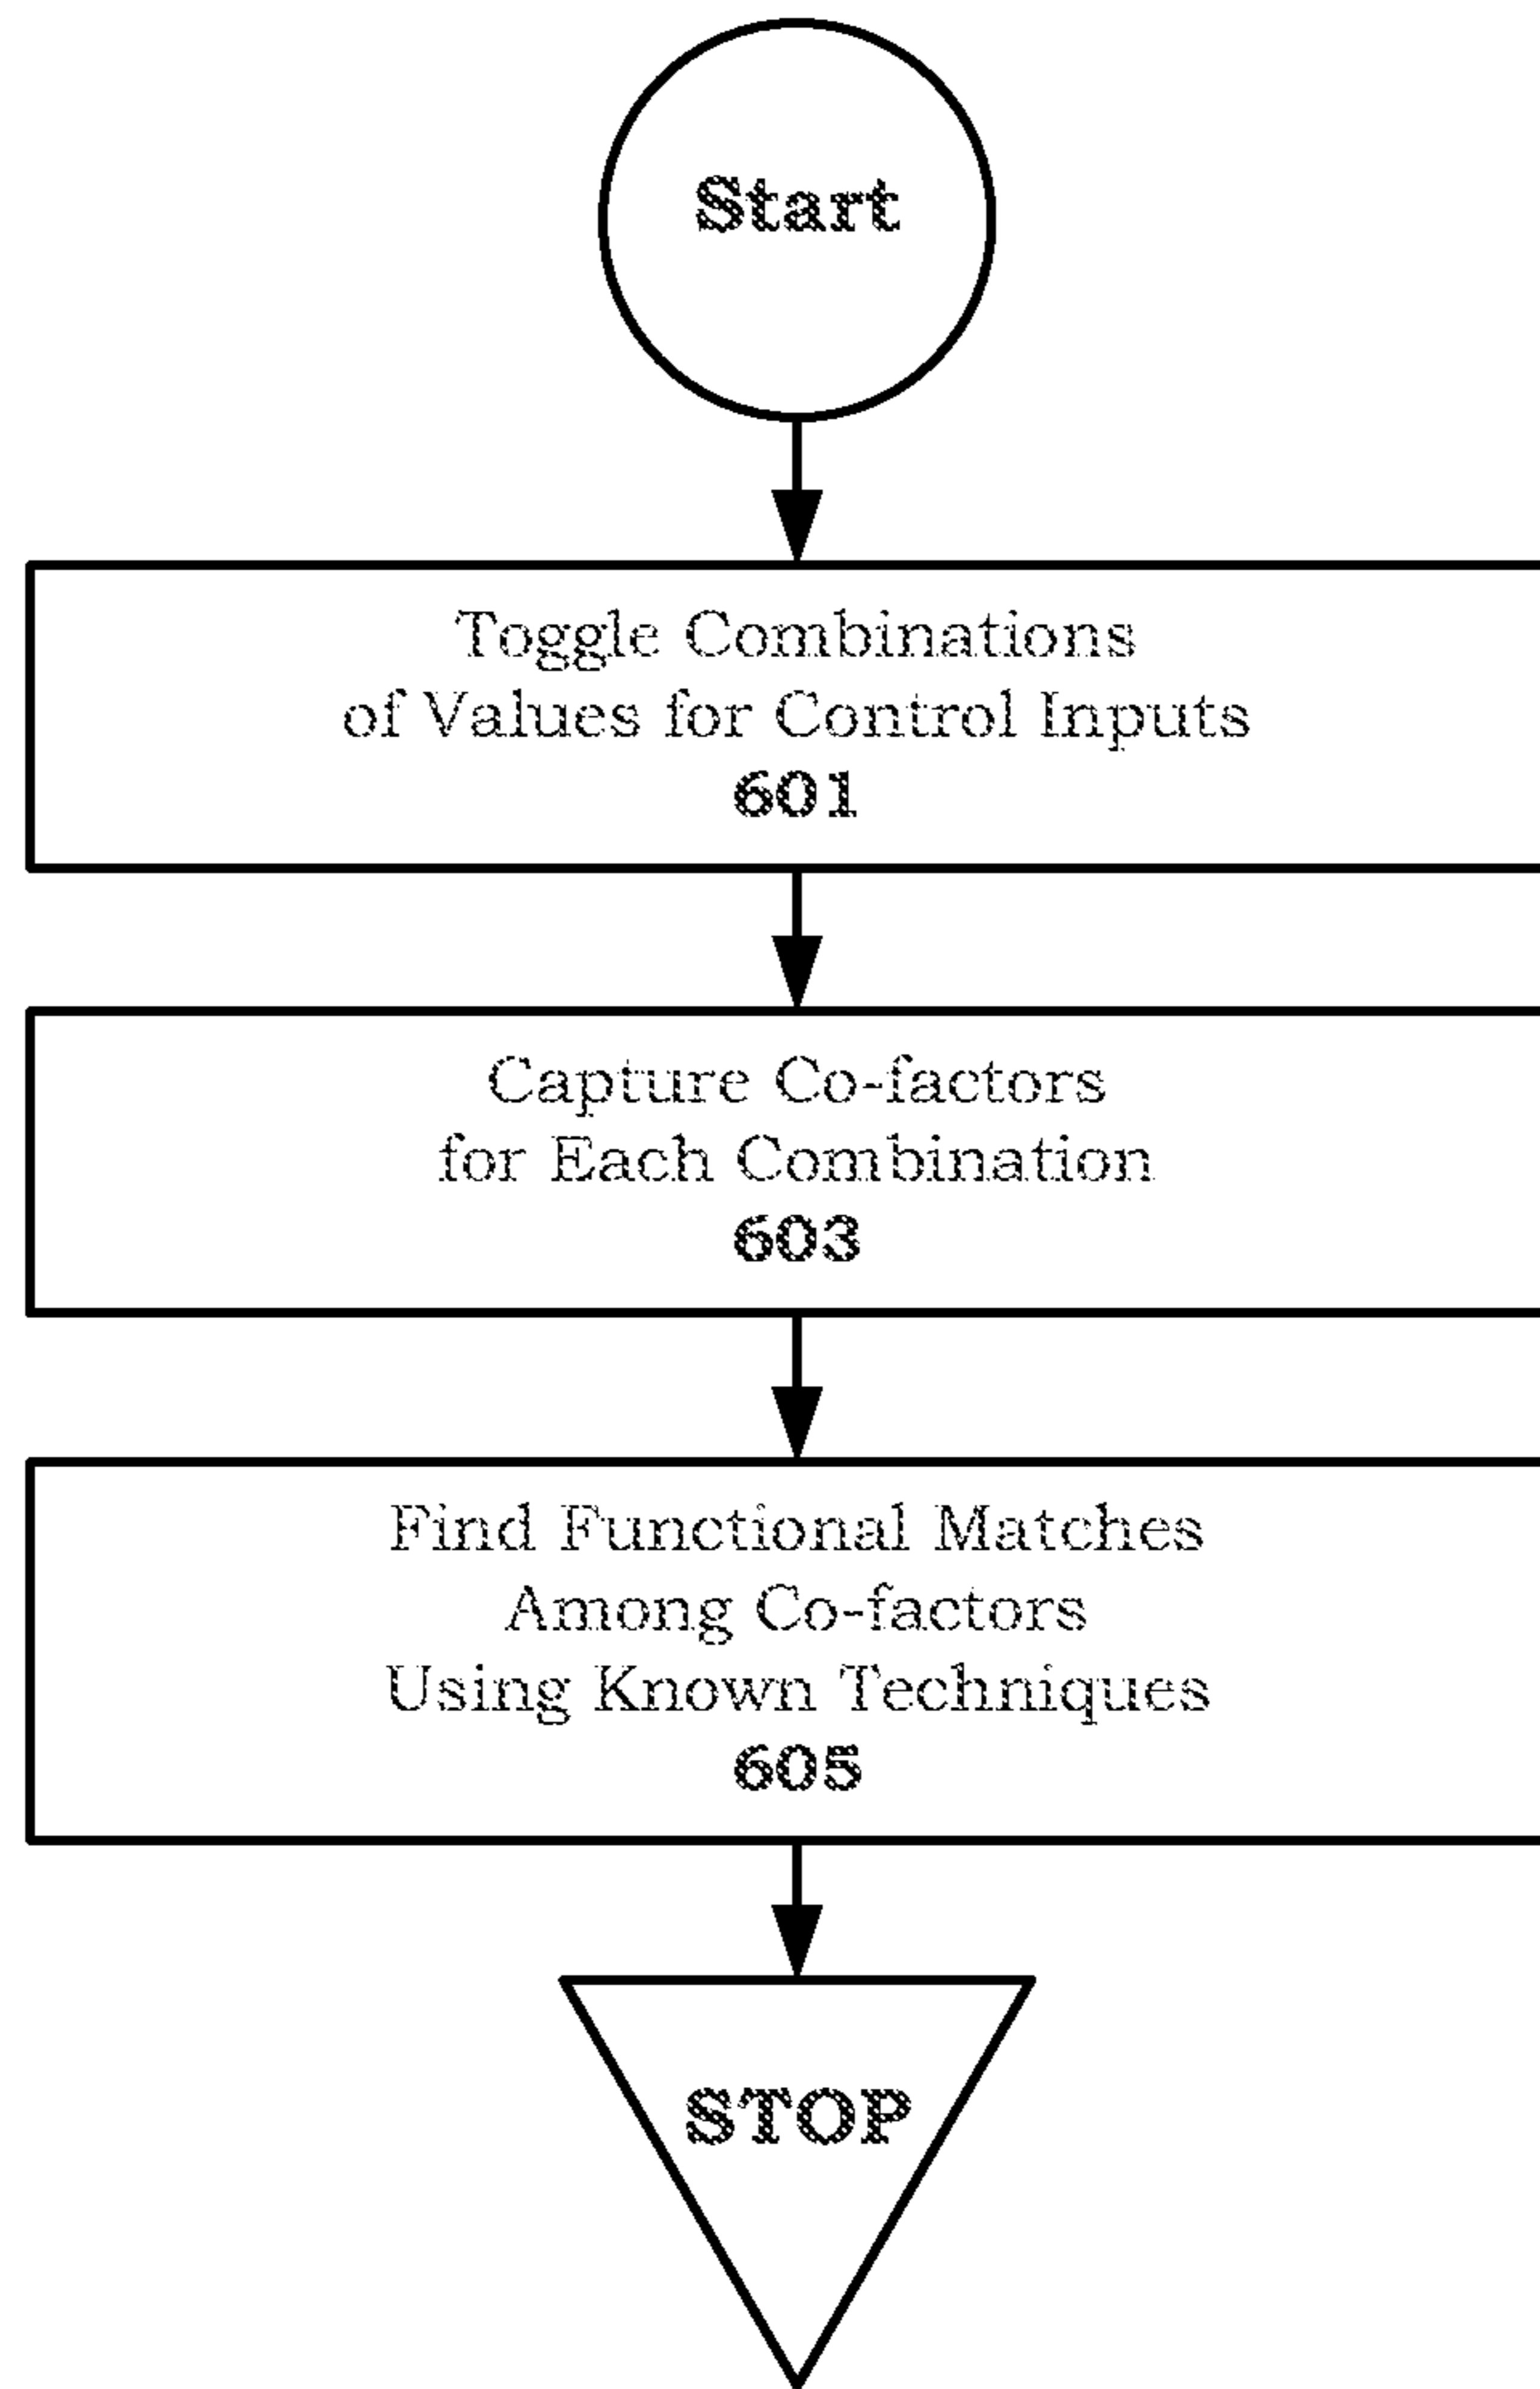 Start
Toggle Combinations
of Values for Control Inputs
601
Capture Co-factors
for Each Combination
603
Find Functional Matches
Among Co-factors
Using Known Techniques
605
STOP